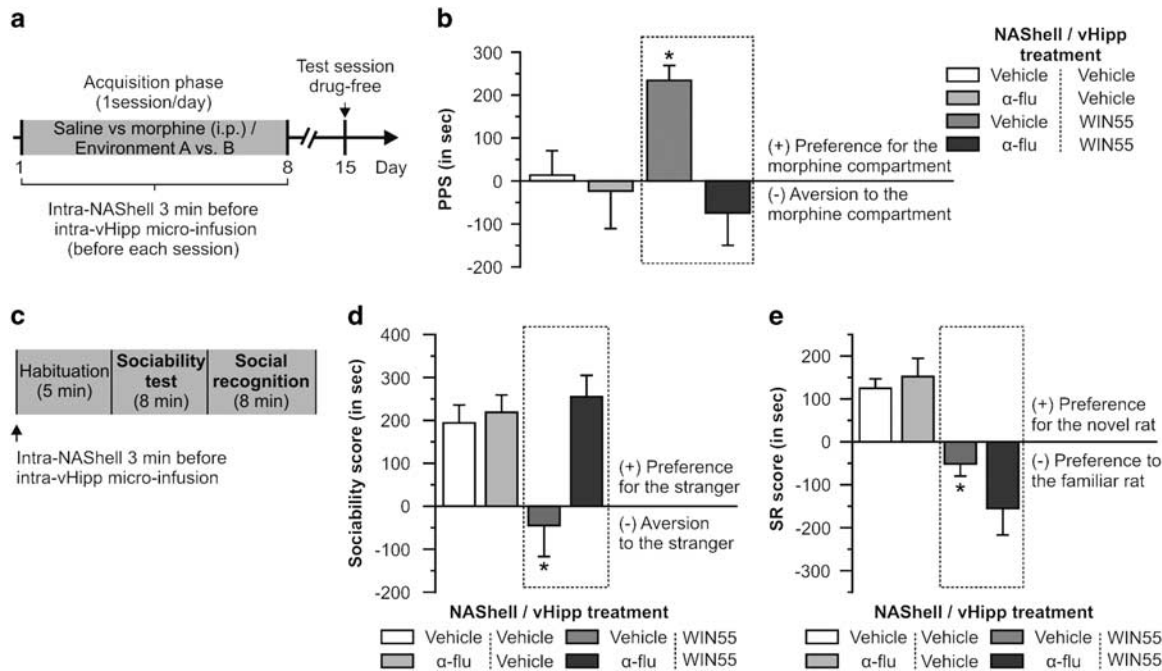 a
Acquisition phase
(1session/day)
Test session
drug-free
Saline vs morphine (i.p.) /
Environment A vs. B
1
8
15
Day
Intra-NAShell 3 min before
intra-vHipp micro-infusion
(before each session)
b
PPS (in sec)
300
200
100
0
-100
-200
*
(+) Preference for the
morphine compartment
(-) Aversion to the
morphine compartment
NAShell / vHipp
treatment
Vehicle Vehicle
α-flu Vehicle
Vehicle WIN55
α-flu WIN55
c
Habituation
(5 min)
Sociability
test
(8 min)
Social
recognition
(8 min)
Intra-NAShell 3 min before
intra-vHipp micro-infusion
d
Sociability score (in sec)
400
300
200
100
0
-100
-200
*
(+) Preference
for the stranger
(-) Aversion
to the stranger
NAShell / vHipp treatment
Vehicle Vehicle Vehicle WIN55
α-flu Vehicle α-flu WIN55
e
SR score (in sec)
200
100
0
-100
-200
-300
*
(+) Preference
for the novel rat
(-) Preference to
the familiar rat
NAShell / vHipp treatment
Vehicle Vehicle Vehicle WIN55
α-flu Vehicle α-flu WIN55